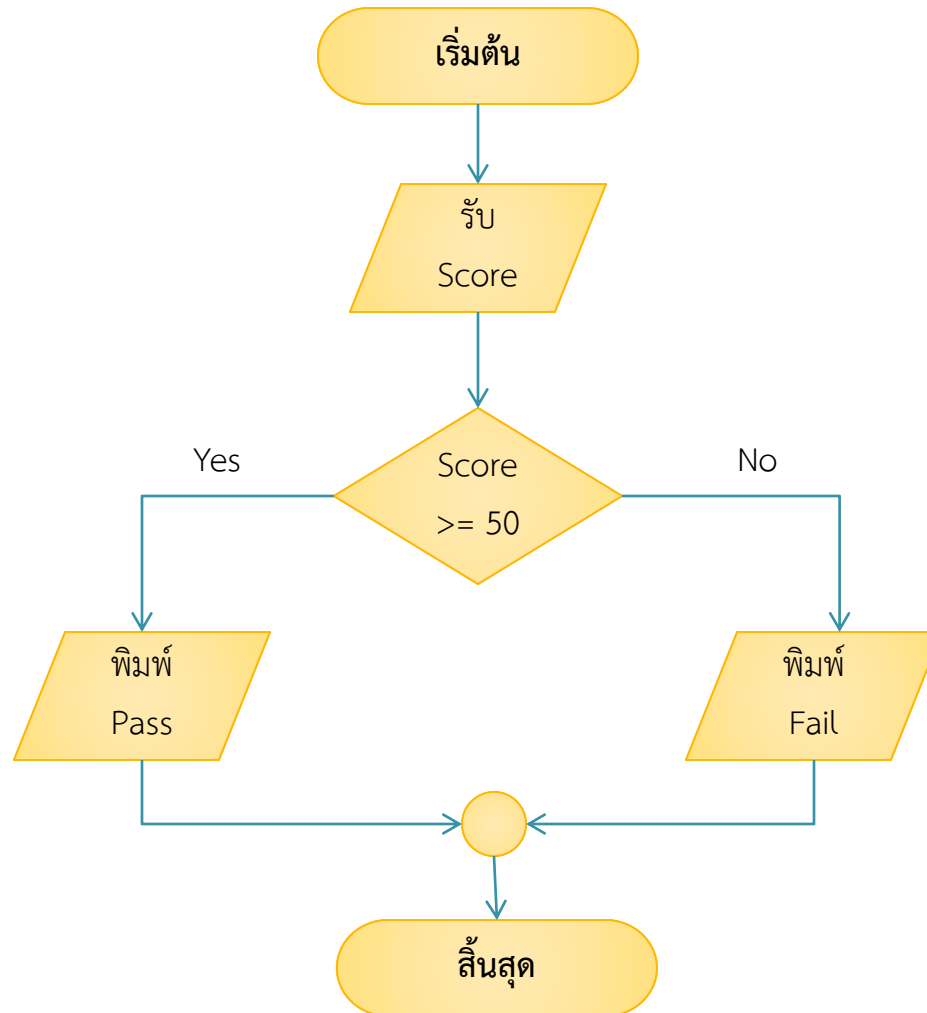 เริ่มต้น
รับ
Score
Score
>= 50
Yes
No
พิมพ์
Pass
พิมพ์
Fail
สิ้นสุด